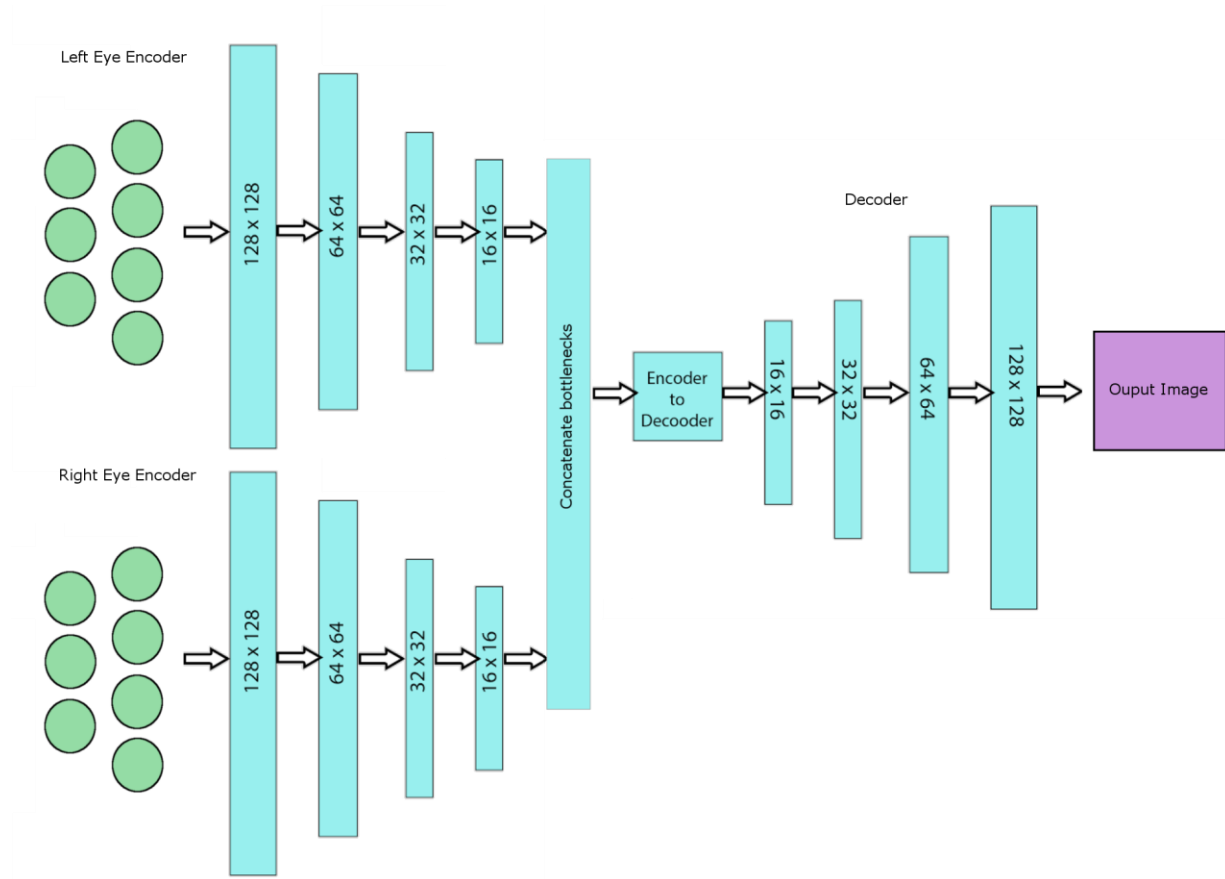 Left Eye Encoder
128 x 128
64 x 64
32 x 32
16 x 16
Right Eye Encoder
128 x 128
64 x 64
32 x 32
16 x 16
Concatenate bottlenecks
Encoder
to
Decooder
Decoder
16 x 16
32 x 32
64 x 64
128 x 128
Ouput Image